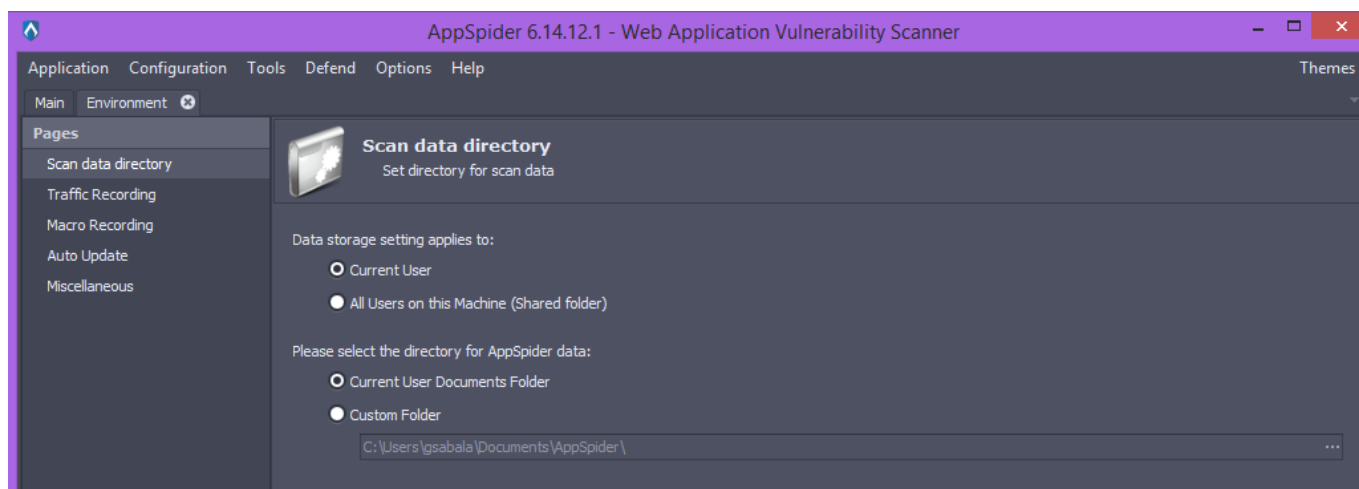 AppSpider 6.14.12.1 - Web Application Vulnerability Scanner
Application Configuration Tools Defend Options Help Themes
Main Environment
Pages
Scan data directory
Traffic Recording
Macro Recording
Auto Update
Miscellaneous
Scan data directory
Set directory for scan data
Data storage setting applies to:
Current User
All Users on this Machine (Shared folder)
Please select the directory for AppSpider data:
Current User Documents Folder
Custom Folder
C:\Users\gsabala\Documents\AppSpider\ ...